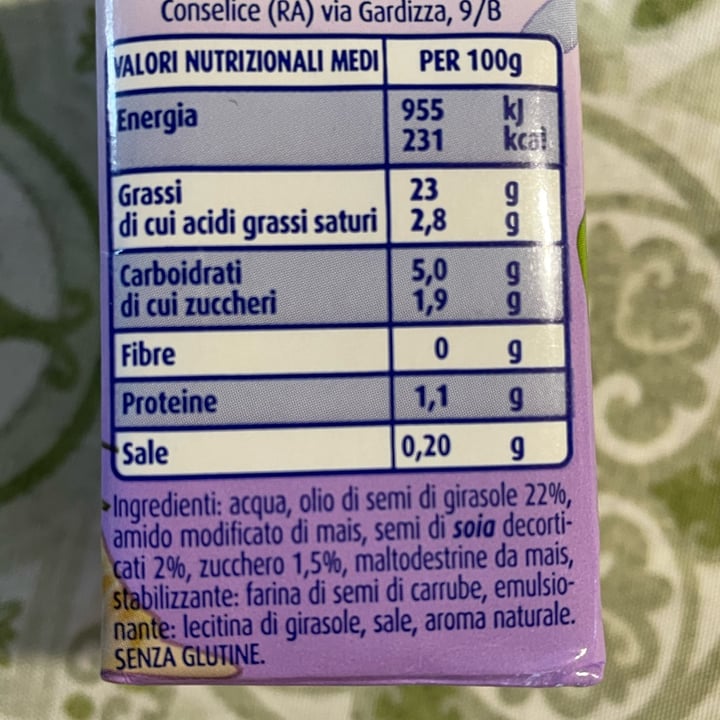 Conselice (RA) via Gardizza, 9/B
VALORI NUTRIZIONALI MEDI PER 100g
Energia 955 kJ
231 kcal
Grassi 23 g
di cui acidi grassi saturi 2,8 g
Carboidrati 5,0 g
di cui zuccheri 1,9 g
Fibre 0 g
Proteine 1,1 g
Sale 0,20 g
Ingredienti: acqua, olio di semi di girasole 22%,
amido modificato di mais, semi di soia decorti-
cati 2%, zucchero 1,5%, maltodestrine da mais,
stabilizzante: farina di semi di carrube, emulsio-
nante: lecitina di girasole, sale, aroma naturale.
SENZA GLUTINE.